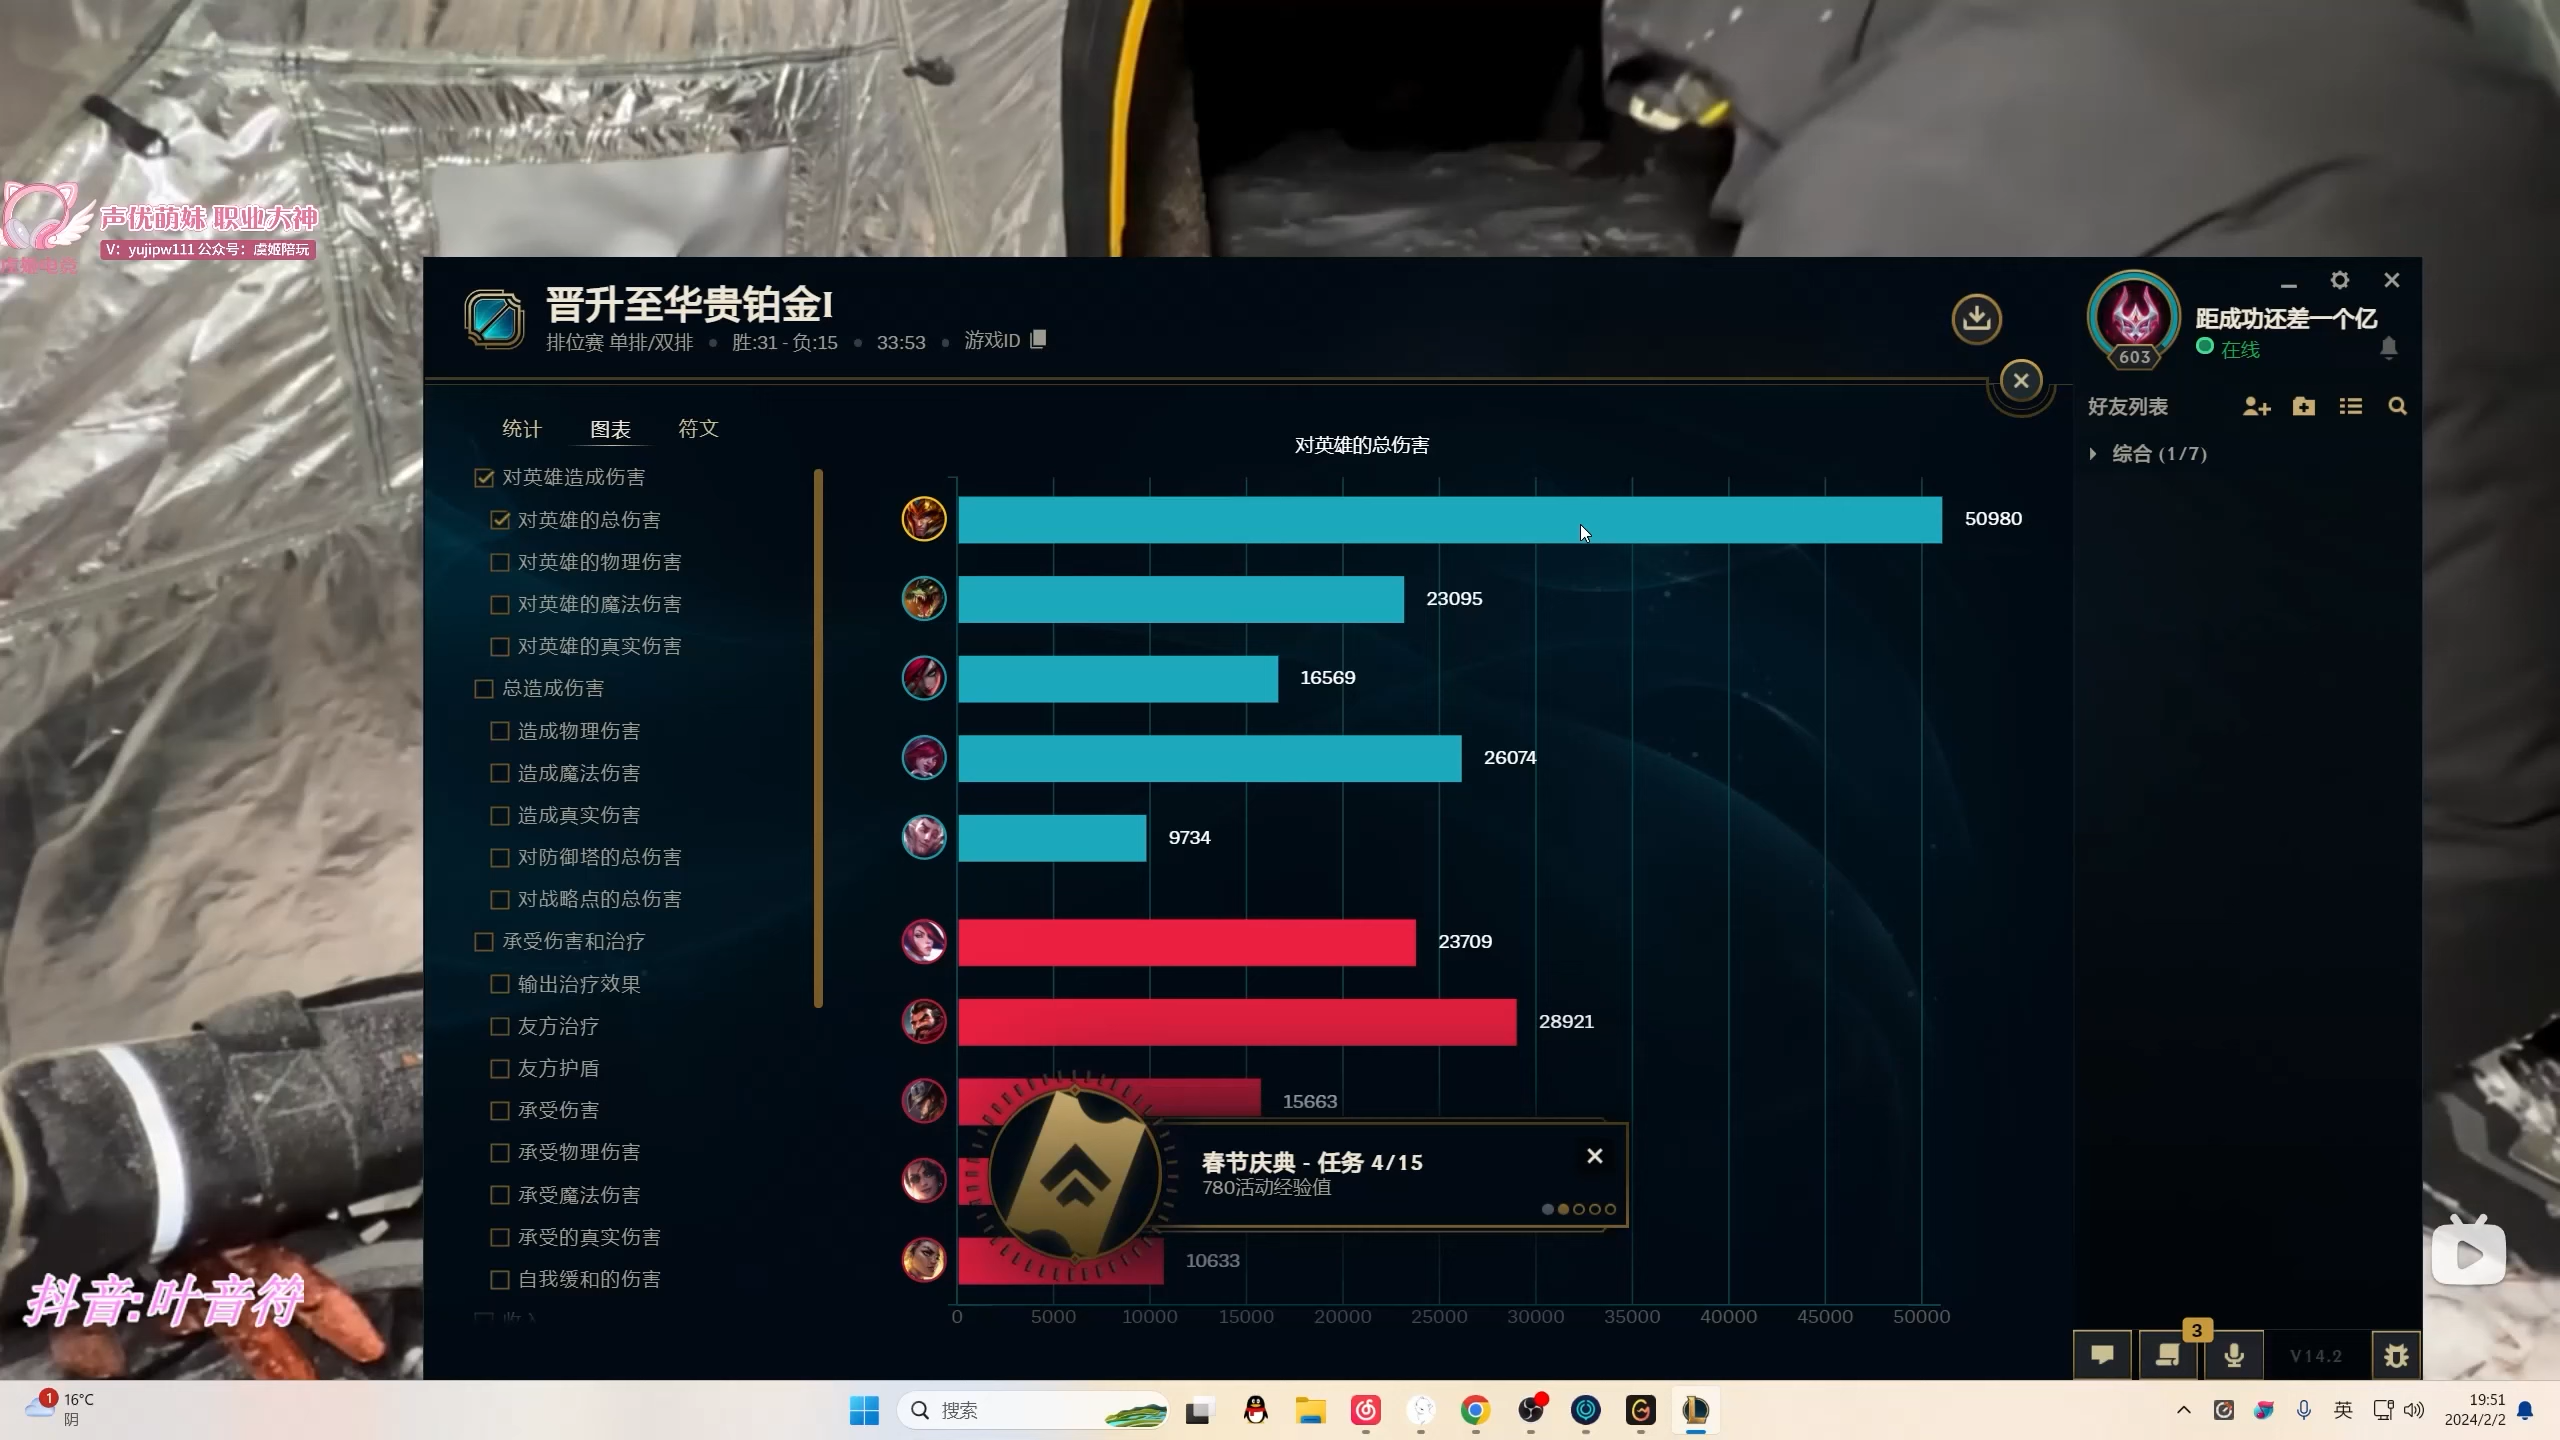 声优萌妹 职业大神
V：yujipw111 公众号：虞姬陪玩
晋升至华贵铂金I
排位赛 单排/双排 • 胜:31 - 负:15 • 33:53 • 游戏ID
603
距成功还差一个亿
在线
好友列表
综合 (1/7)
统计 图表 符文
对英雄造成伤害
对英雄的总伤害
对英雄的物理伤害
对英雄的魔法伤害
对英雄的真实伤害
总造成伤害
造成物理伤害
造成魔法伤害
造成真实伤害
对防御塔的总伤害
对战略点的总伤害
承受伤害和治疗
输出治疗效果
友方治疗
友方护盾
承受伤害
承受物理伤害
承受魔法伤害
承受的真实伤害
自我缓和的伤害
对英雄的总伤害
50980
23095
16569
26074
9734
23709
28921
15663
10633
春节庆典 - 任务 4/15
780活动经验值
0 5000 10000 15000 20000 25000 30000 35000 40000 45000 50000
3
V14.2
抖音:叶音符
1
16°C
阴
搜索
英
19:51
2024/2/2